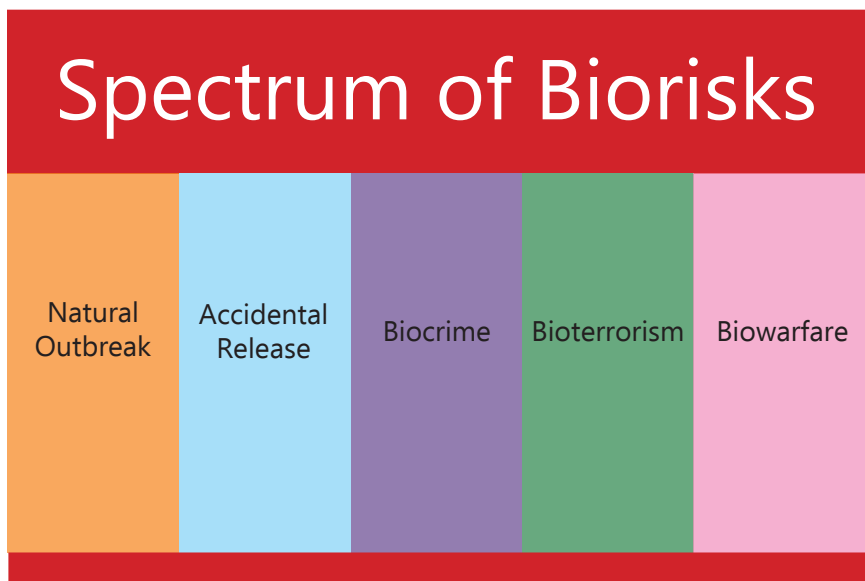 Spectrum of Biorisks
Natural
Outbreak
Accidental
Release
Biocrime
Bioterrorism
Biowarfare